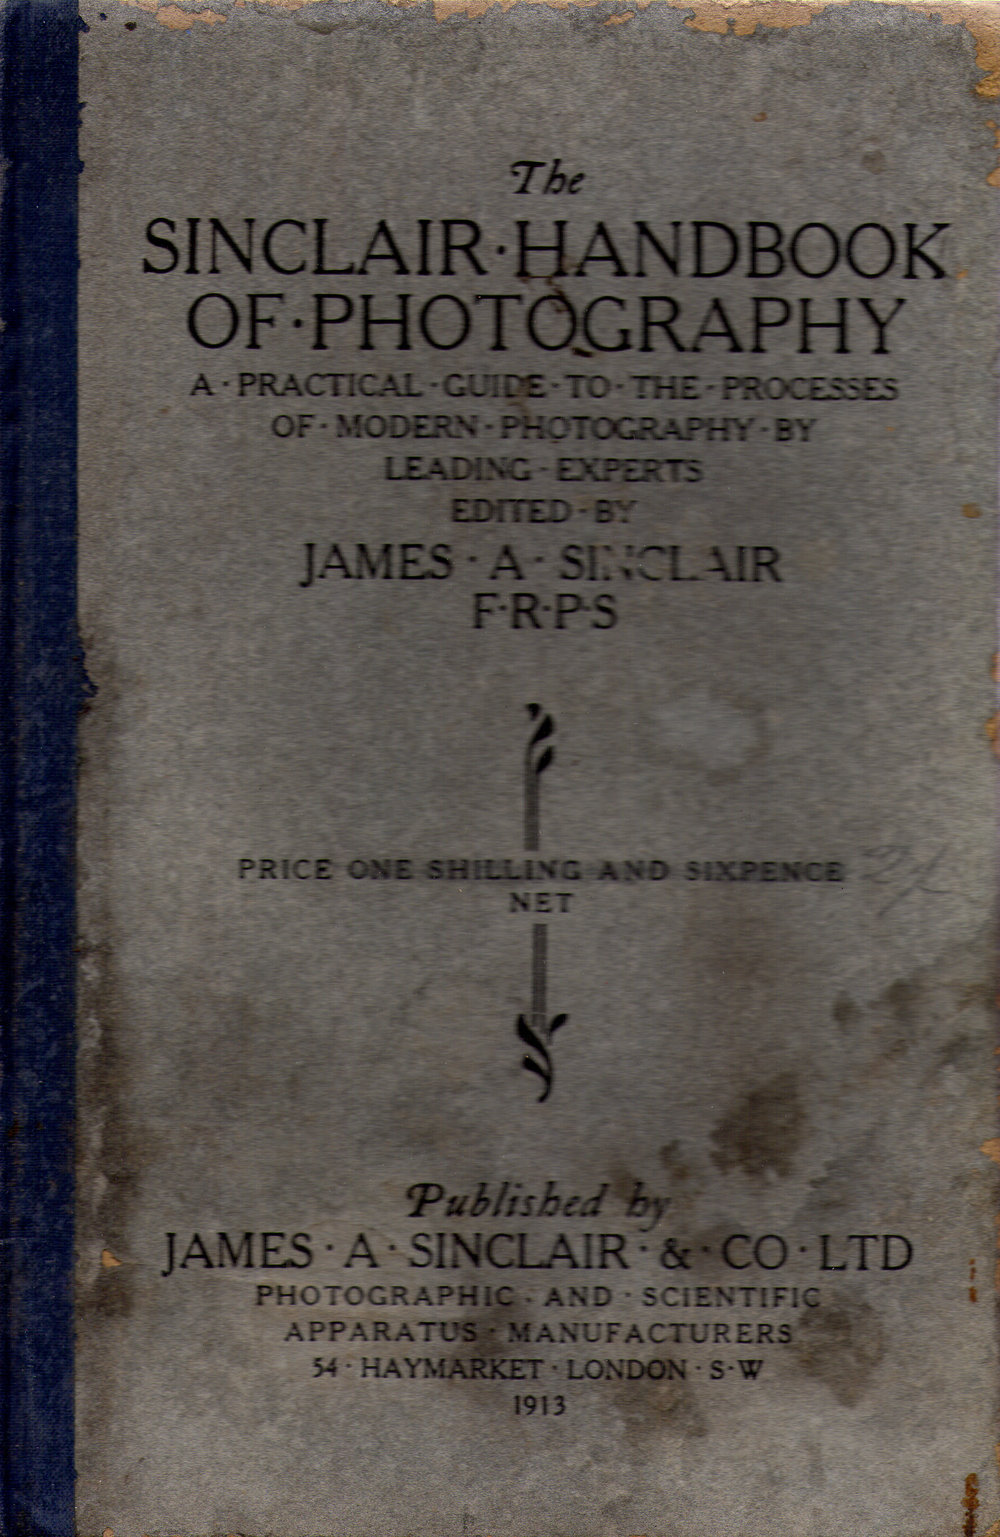 The
SINCLAIR·HANDBOOK
OF·PHOTOGRAPHY
A·PRACTICAL·GUIDE·TO·THE·PROCESSES
OF·MODERN·PHOTOGRAPHY·BY
LEADING·EXPERTS
EDITED·BY
JAMES·A·SINCLAIR
F·R·P·S
PRICE ONE SHILLING AND SIXPENCE
NET
Published by
JAMES·A·SINCLAIR·&·CO·LTD
PHOTOGRAPHIC·AND·SCIENTIFIC
APPARATUS·MANUFACTURERS
54·HAYMARKET·LONDON·S·W
1913